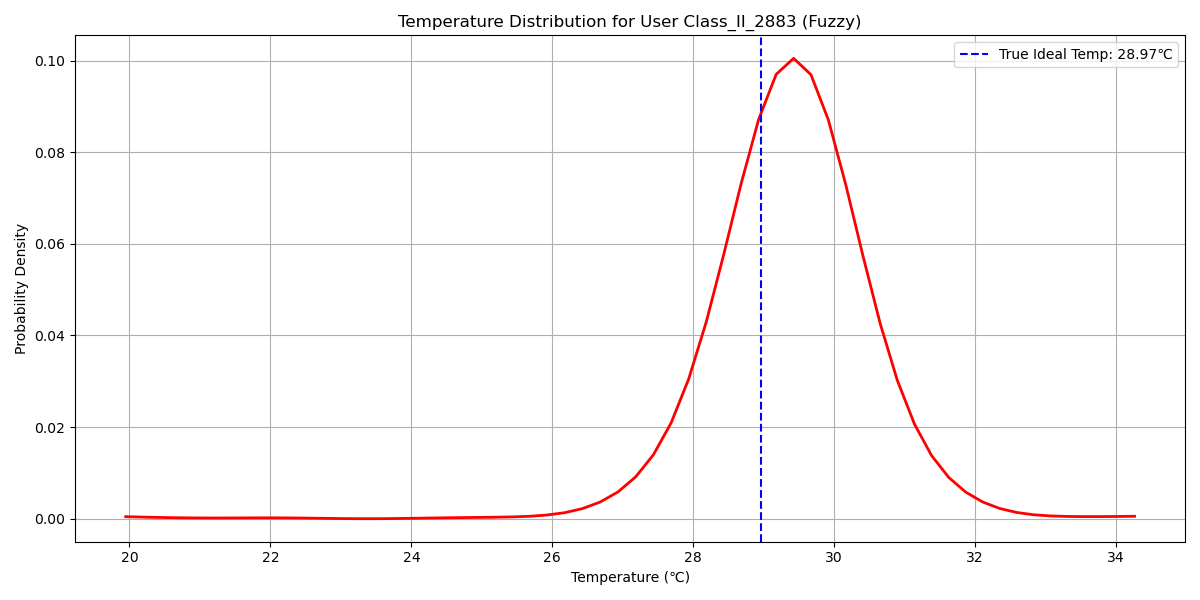 Temperature Distribution for User Class_II_2883 (Fuzzy)
True Ideal Temp: 28.97℃
Probability Density
0.10
0.08
0.06
0.04
0.02
0.00
20 22 24 26 28 30 32 34
Temperature (℃)